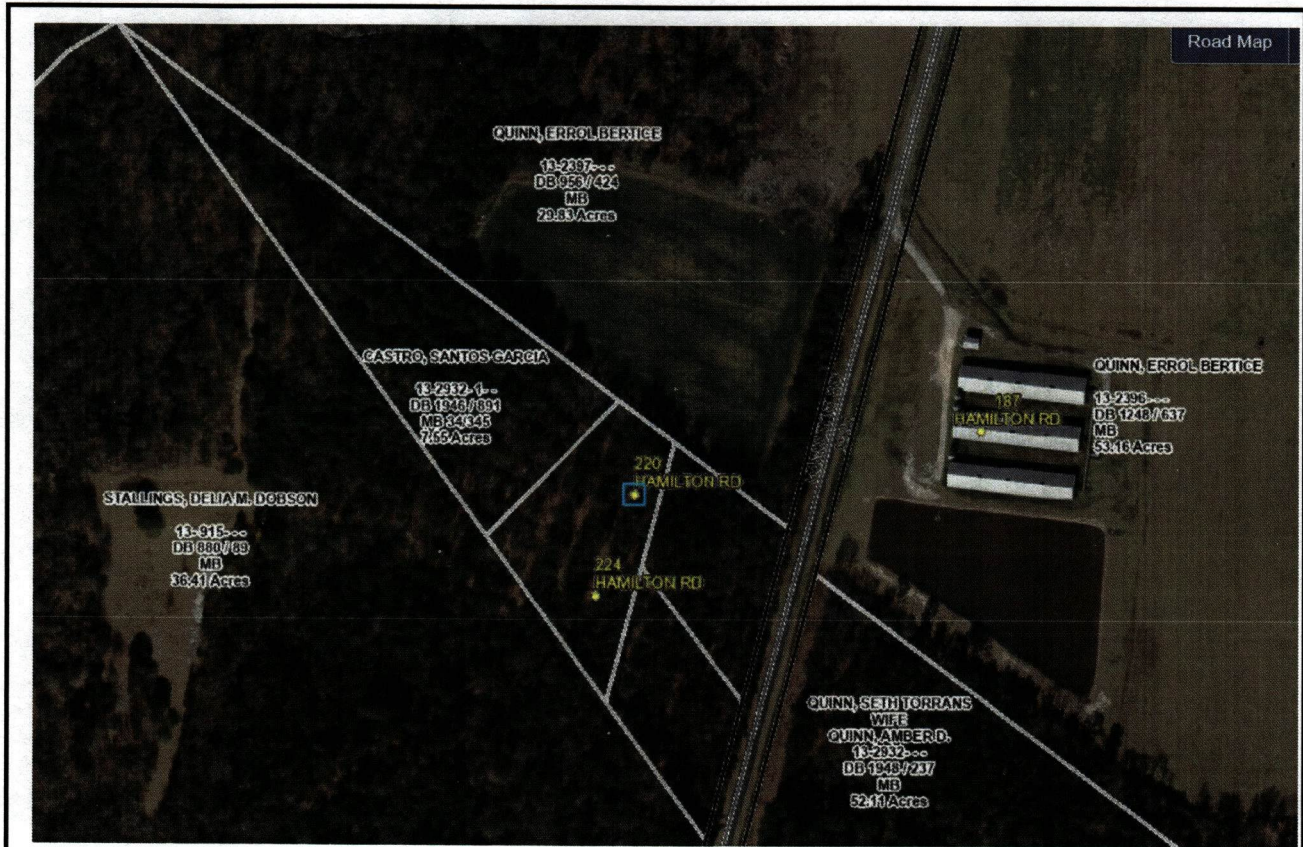 Road Map
QUINN, ERROL BERTICE
13-2397- - -
DB 956 / 424
MB
29.83 Acres
CASTRO, SANTOS GARCIA
13-2932-1- -
DB 1946 / 891
MB 34/345
7.55 Acres
QUINN, ERROL BERTICE
13-2396- - -
DB 1248 / 637
MB
53.16 Acres
187
HAMILTON RD
220
HAMILTON RD
STALLINGS, DELIA M. DOBSON
13-915- - -
DB 880 / 89
MB
36.41 Acres
224
HAMILTON RD
QUINN, SETH TORRANS
WIFE
QUINN, AMBER D.
13-2932- - -
DB 1948 / 237
MB
52.11 Acres